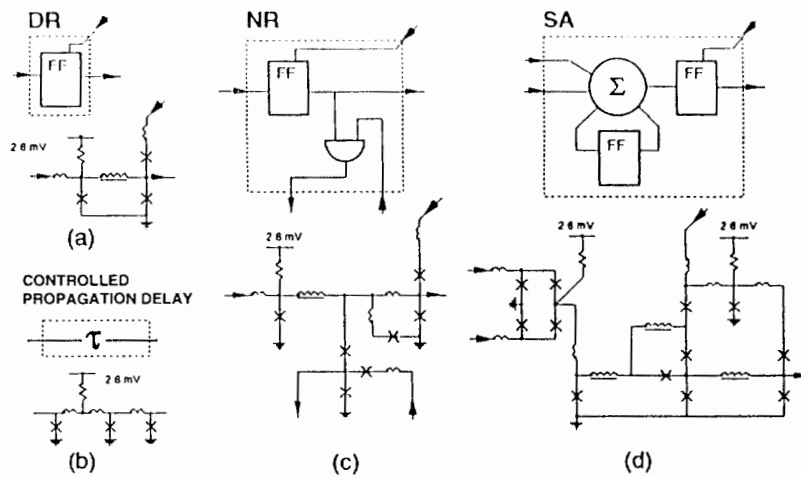 DR
NR
SA
FF
FF
FF
Σ
FF
2 6 mV
(a)
2 6 mV
2 6 mV
2 6 mV
CONTROLLED
PROPAGATION DELAY
τ
2 6 mV
(b)
(c)
(d)